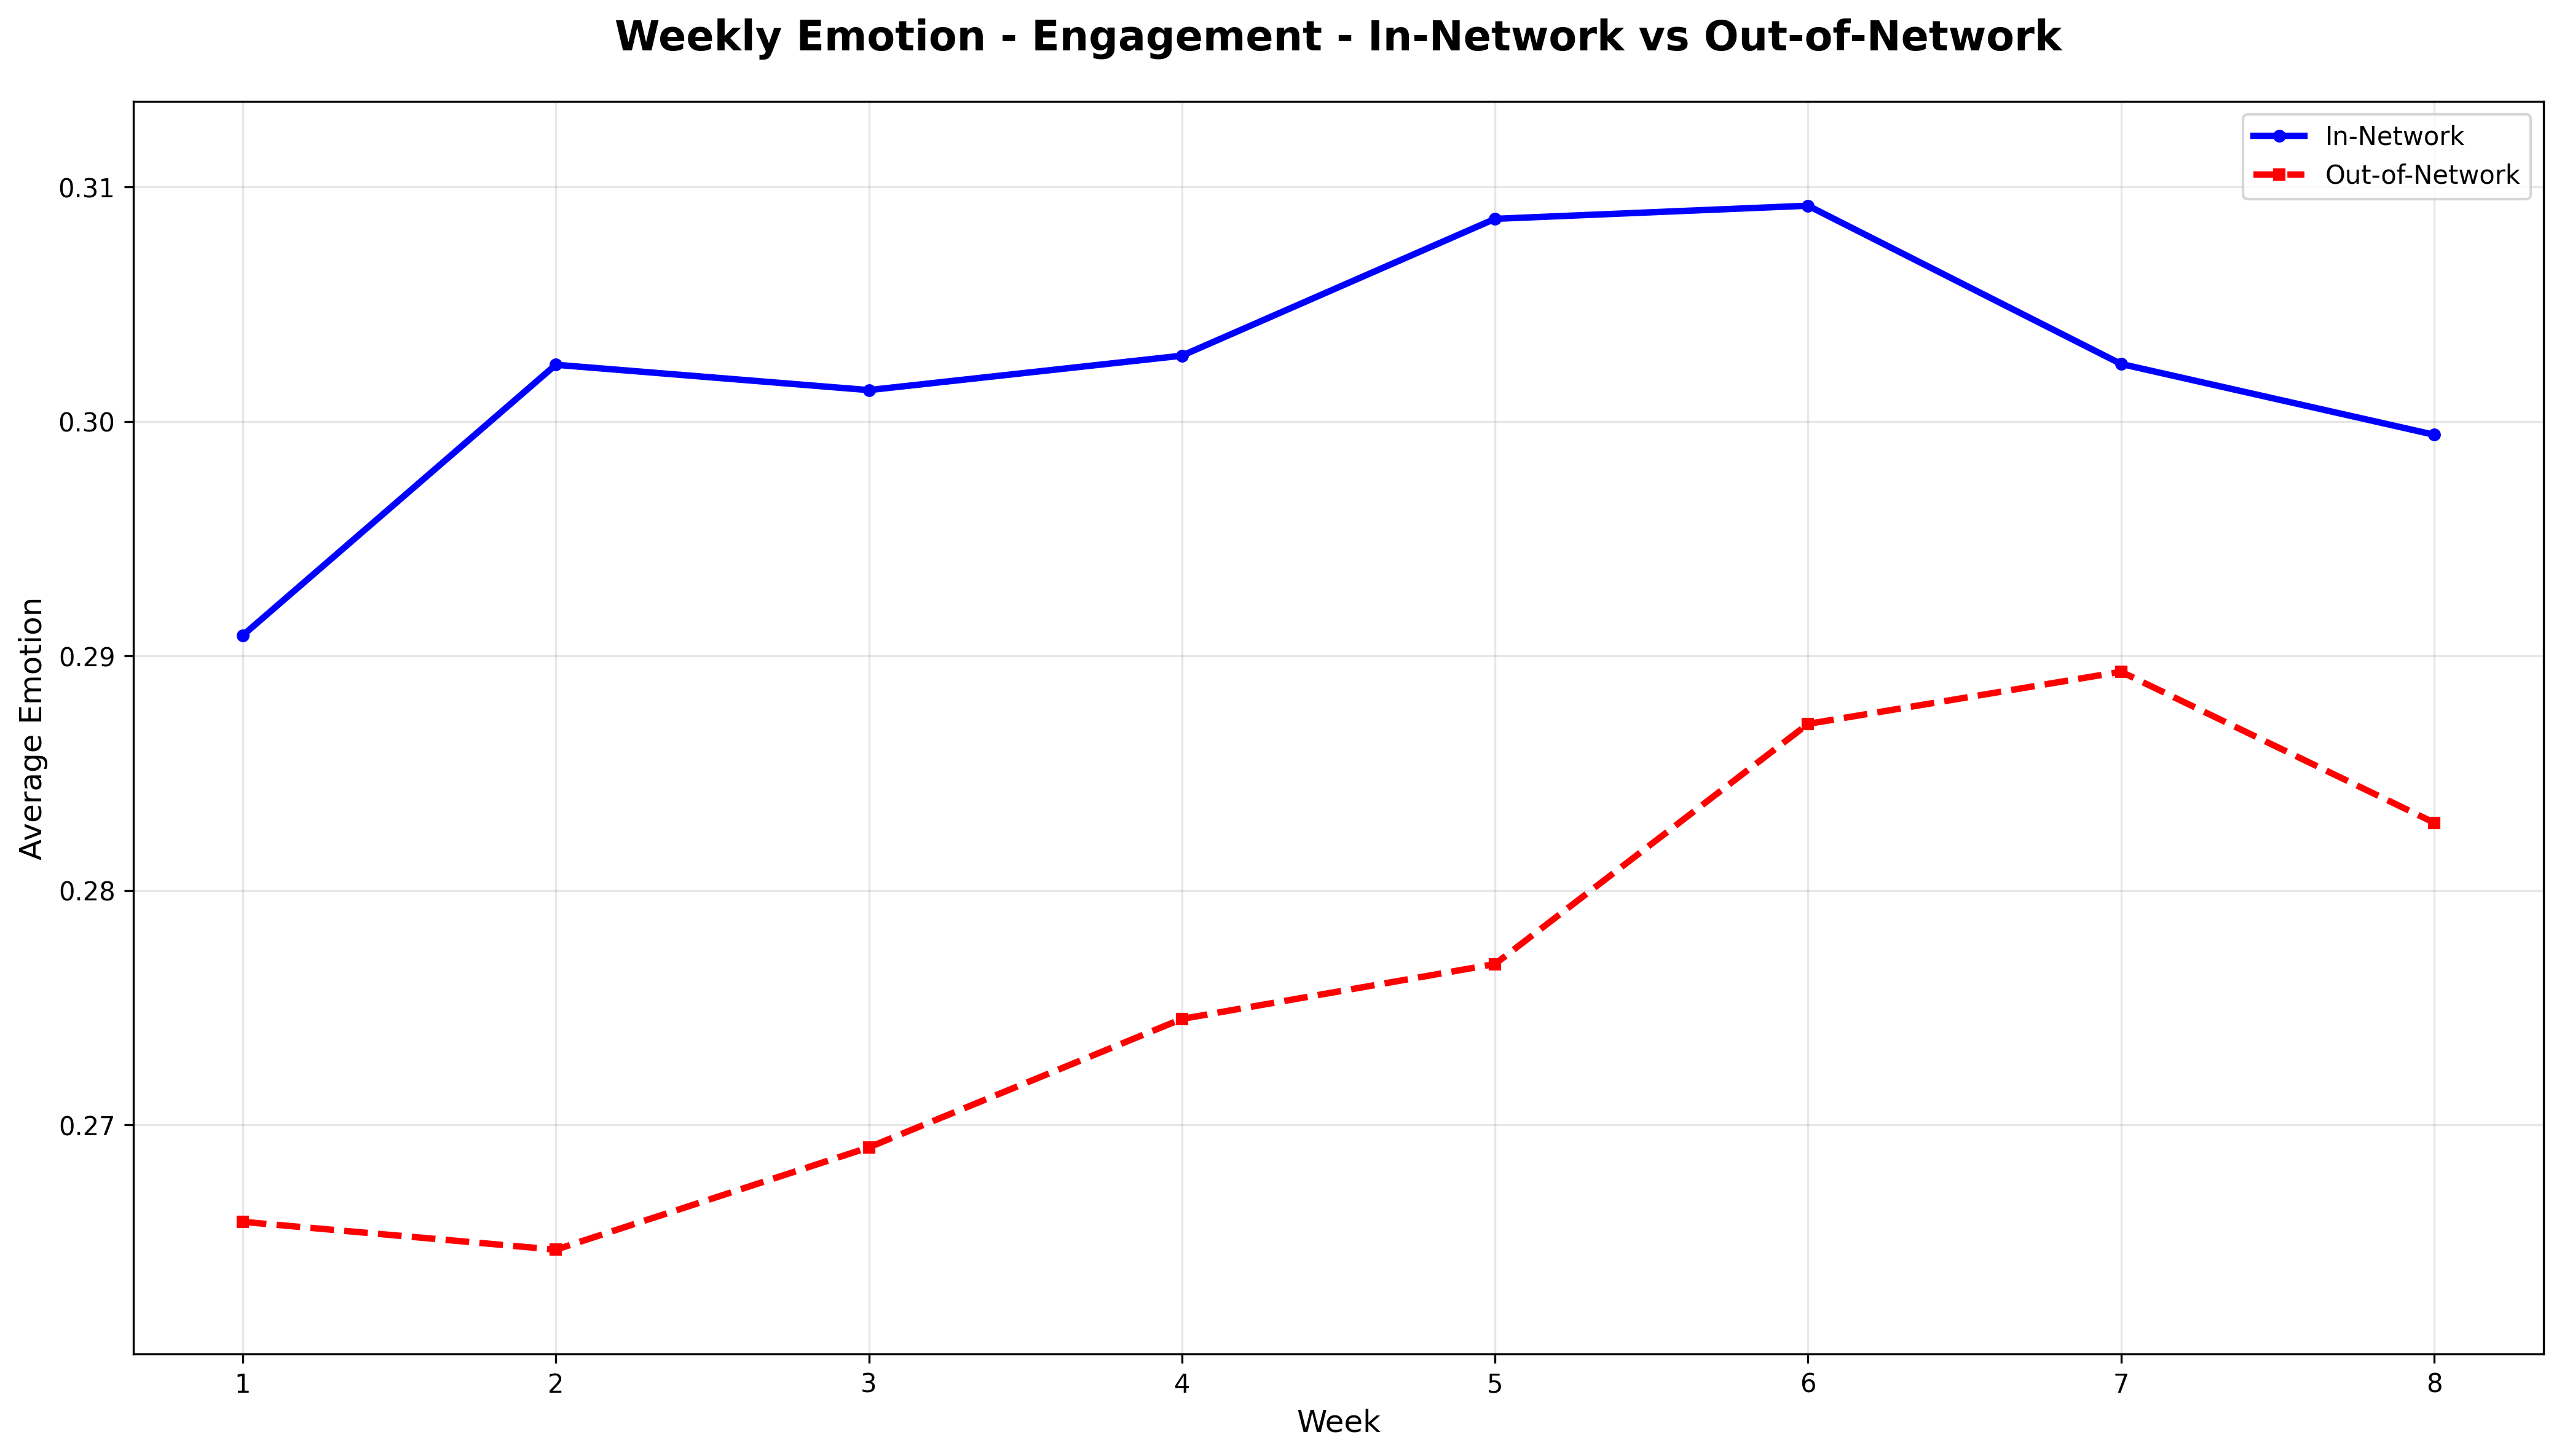 Weekly Emotion - Engagement - In-Network vs Out-of-Network
In-Network
Out-of-Network
0.31
0.30
0.29
0.28
0.27
Average Emotion
1 2 3 4 5 6 7 8
Week